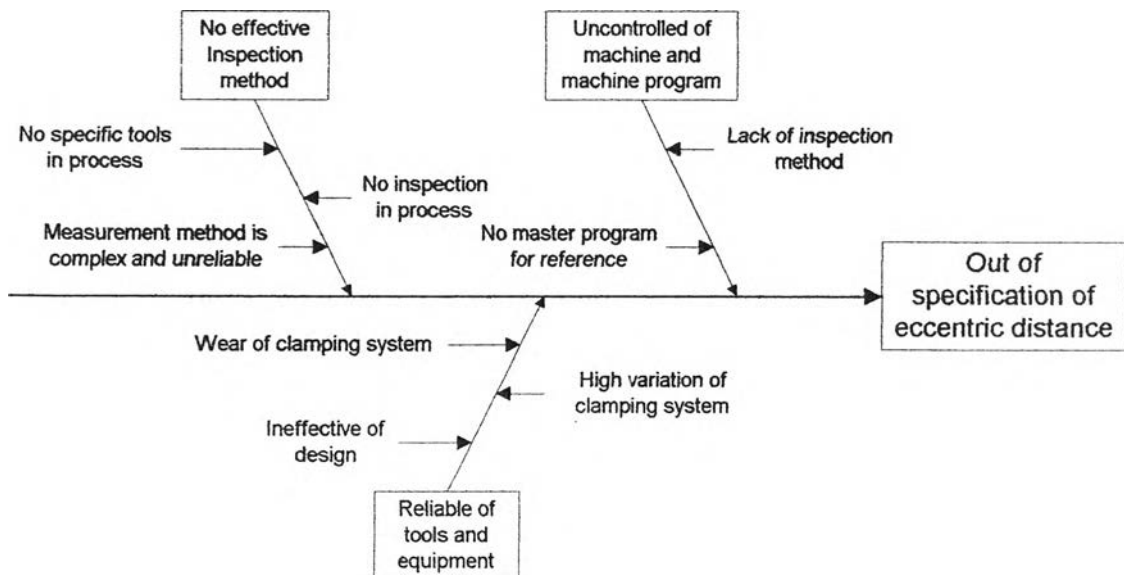 No effective
Inspection
method
Uncontrolled of
machine and
machine program
No specific tools
in process
Lack of inspection
method
No inspection
in process
Measurement method is
complex and unreliable
No master program
for reference
Out of
specification of
eccentric distance
Wear of clamping system
High variation of
clamping system
Ineffective of
design
Reliable of
tools and
equipment